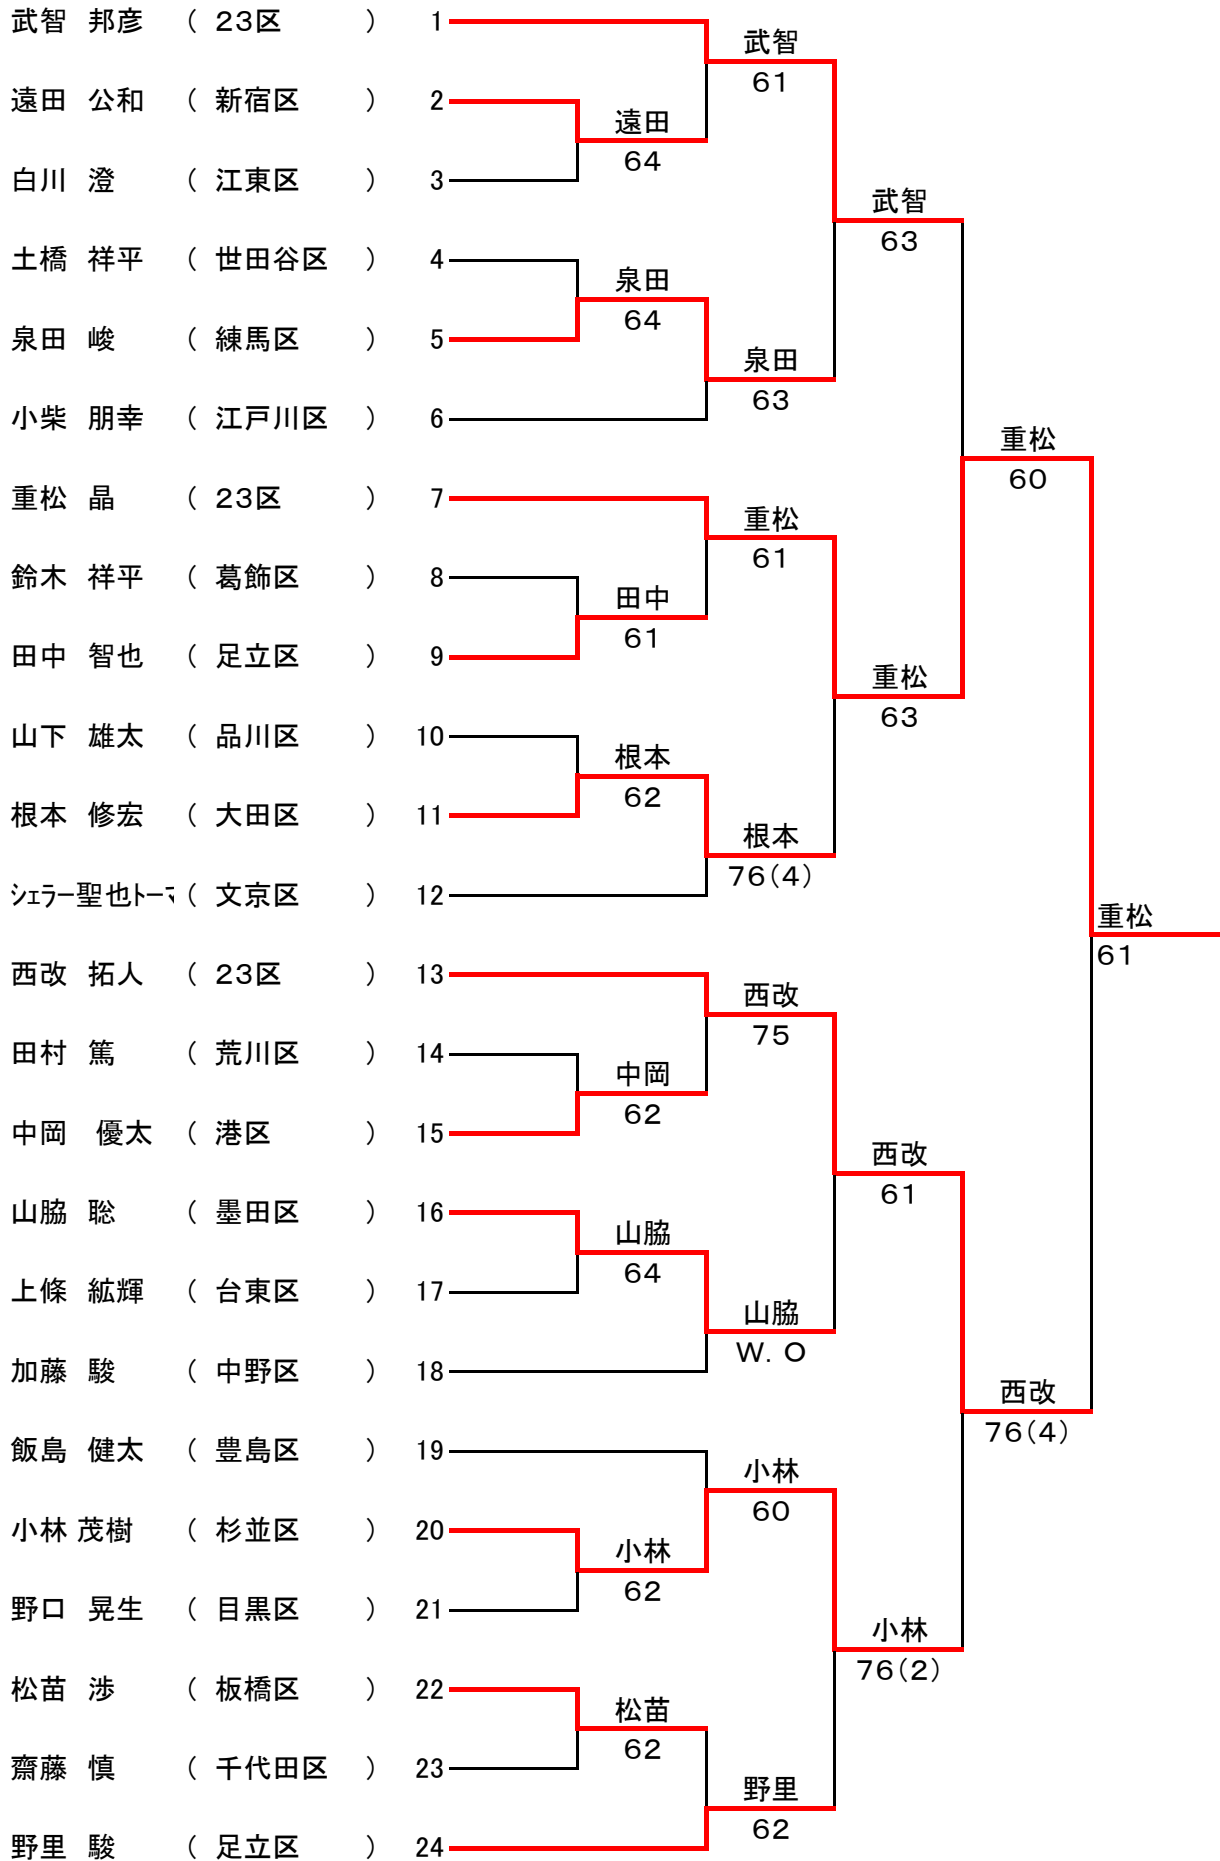 武智 邦彦 ( 23区 ) 1
武智
61
遠田 公和 ( 新宿区 ) 2
遠田
64
白川 澄 ( 江東区 ) 3
武智
63
土橋 祥平 ( 世田谷区 ) 4
泉田
64
泉田 峻 ( 練馬区 ) 5
泉田
63
小柴 朋幸 ( 江戸川区 ) 6
重松
60
重松 晶 ( 23区 ) 7
重松
61
鈴木 祥平 ( 葛飾区 ) 8
田中
61
田中 智也 ( 足立区 ) 9
重松
63
山下 雄太 ( 品川区 ) 10
根本
62
根本 修宏 ( 大田区 ) 11
根本
76(4)
シェラー聖也トーマ ( 文京区 ) 12
重松
61
西改 拓人 ( 23区 ) 13
西改
75
田村 篤 ( 荒川区 ) 14
中岡
62
中岡 優太 ( 港区 ) 15
西改
61
山脇 聡 ( 墨田区 ) 16
山脇
64
上條 紘輝 ( 台東区 ) 17
山脇
W.O
加藤 駿 ( 中野区 ) 18
西改
76(4)
飯島 健太 ( 豊島区 ) 19
小林
60
小林 茂樹 ( 杉並区 ) 20
小林
62
野口 晃生 ( 目黒区 ) 21
小林
76(2)
松苗 渉 ( 板橋区 ) 22
松苗
62
齋藤 慎 ( 千代田区 ) 23
野里
62
野里 駿 ( 足立区 ) 24